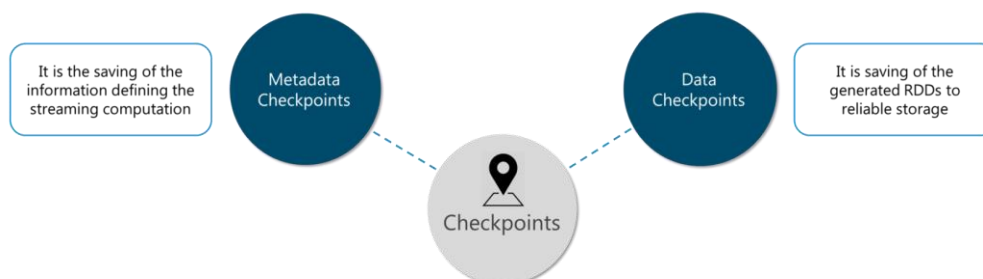 It is the saving of the
information defining the
streaming computation
Metadata
Checkpoints
Data
Checkpoints
It is saving of the
generated RDDs to
reliable storage
Checkpoints